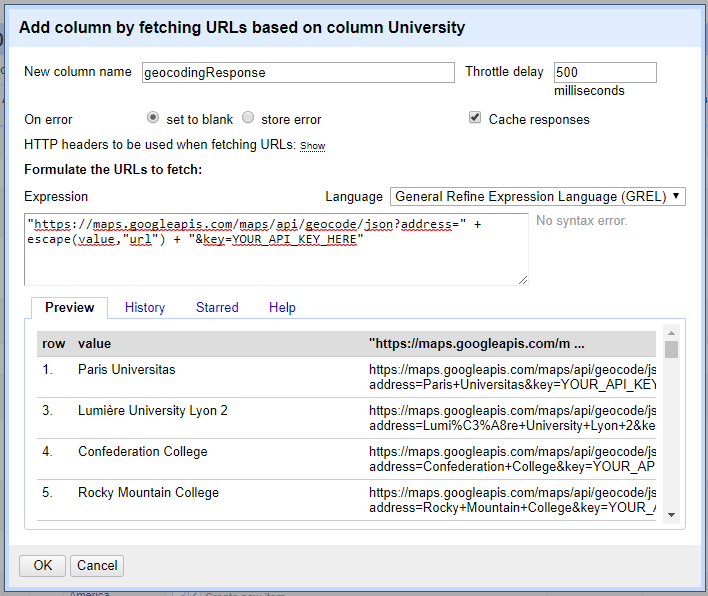 Add column by fetching URLs based on column University
New column name geocodingResponse Throttle delay 500
milliseconds
On error set to blank store error Cache responses
HTTP headers to be used when fetching URLs: Show
Formulate the URLs to fetch:
Expression Language General Refine Expression Language (GREL)
"https://maps.googleapis.com/maps/api/geocode/json?address=" + No syntax error.
escape(value,"url") + "&key=YOUR_API_KEY_HERE"
Preview History Starred Help
row value "https://maps.googleapis.com/m ...
1. Paris Universitas https://maps.googleapis.com/maps/api/geocode/js
address=Paris+Universitas&key=YOUR_API_KEY
3. Lumière University Lyon 2 https://maps.googleapis.com/maps/api/geocode/js
address=Lumi%C3%A8re+University+Lyon+2&ke
4. Confederation College https://maps.googleapis.com/maps/api/geocode/js
address=Confederation+College&key=YOUR_AP
5. Rocky Mountain College https://maps.googleapis.com/maps/api/geocode/js
address=Rocky+Mountain+College&key=YOUR_A
OK Cancel
America Create new item